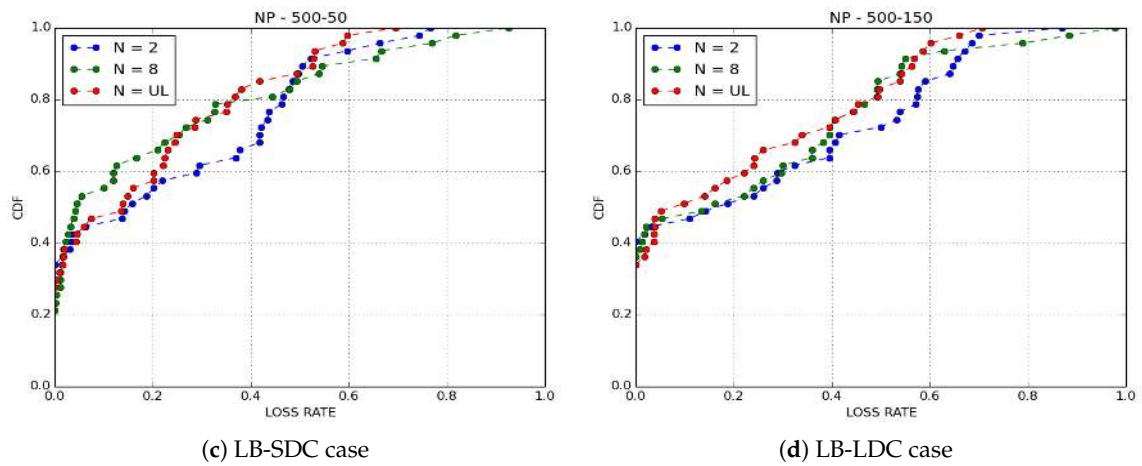 NP - 500-50
1.0
0.8
0.6
0.4
0.2
0.0
CDF
N = 2
N = 8
N = UL
0.0 0.2 0.4 0.6 0.8 1.0
LOSS RATE
(c) LB-SDC case
NP - 500-150
1.0
0.8
0.6
0.4
0.2
0.0
CDF
N = 2
N = 8
N = UL
0.0 0.2 0.4 0.6 0.8 1.0
LOSS RATE
(d) LB-LDC case